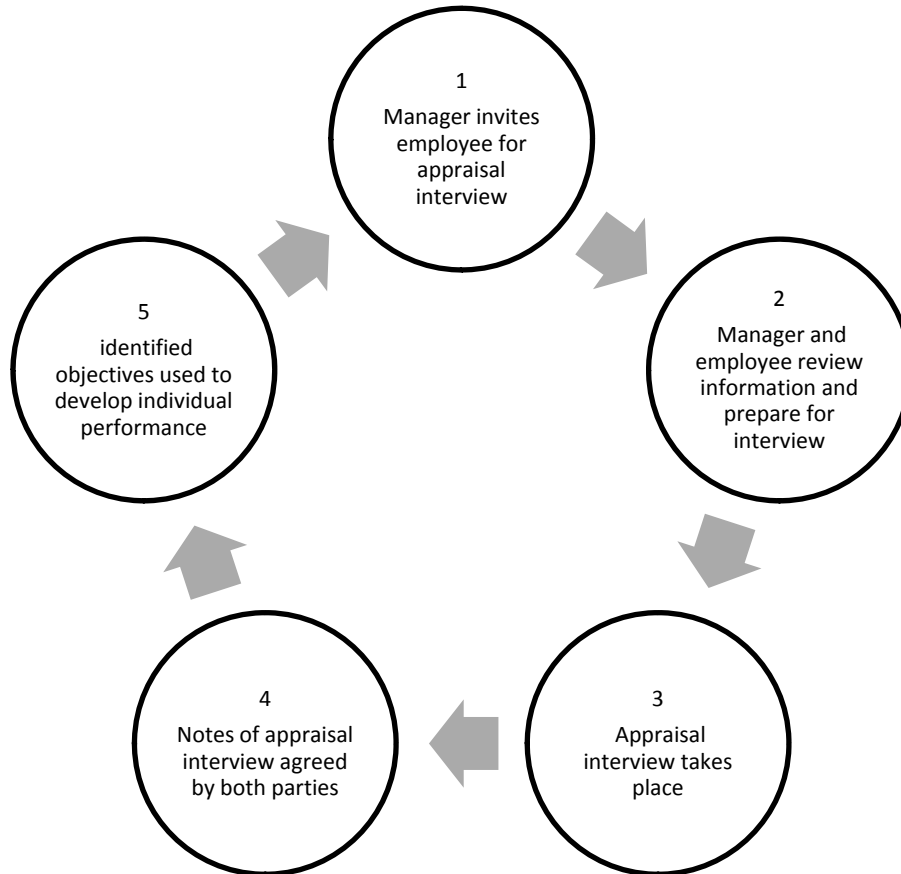 1
Manager invites
employee for
appraisal
interview
2
Manager and
employee review
information and
prepare for
interview
3
Appraisal
interview takes
place
4
Notes of appraisal
interview agreed
by both parties
5
identified
objectives used to
develop individual
performance